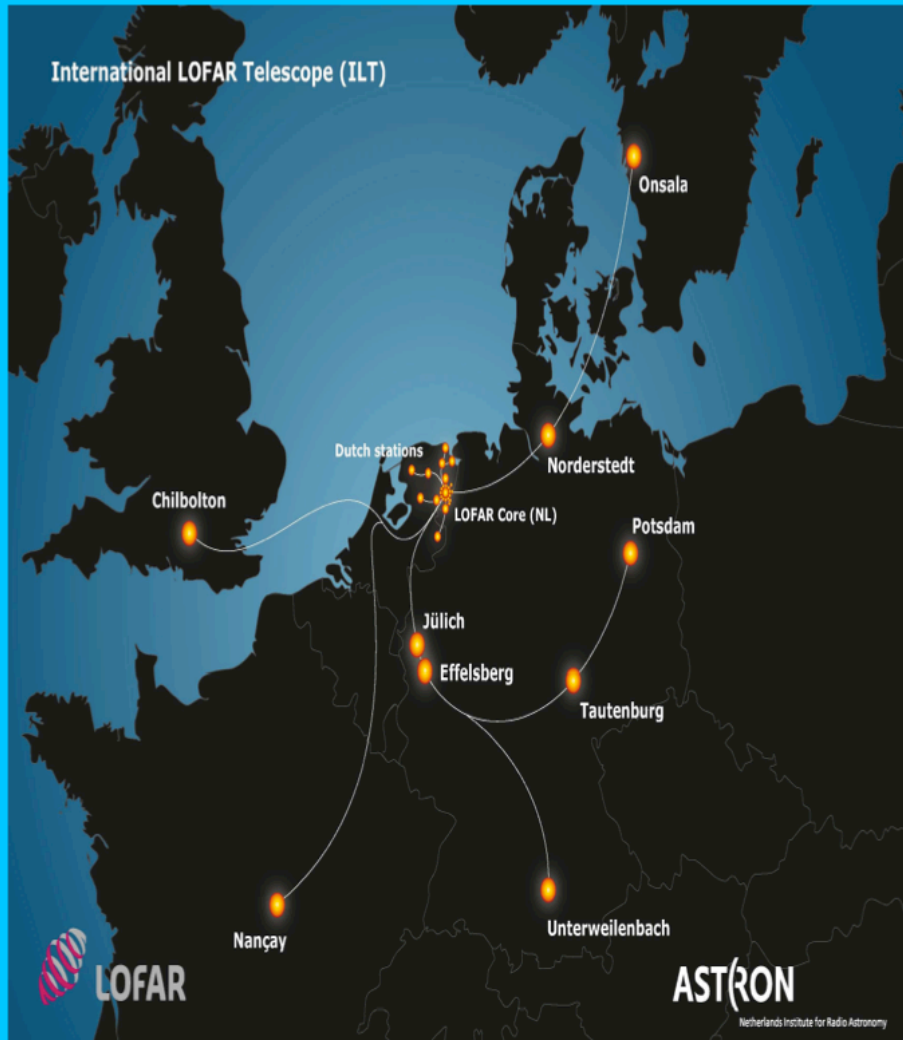 International LOFAR Telescope (ILT)
Onsala
Dutch stations
Norderstedt
Chilbolton
LOFAR Core (NL)
Potsdam
Jülich
Effelsberg
Tautenburg
Unterweilenbach
Nançay
LOFAR
ASTRON
Netherlands Institute for Radio Astronomy